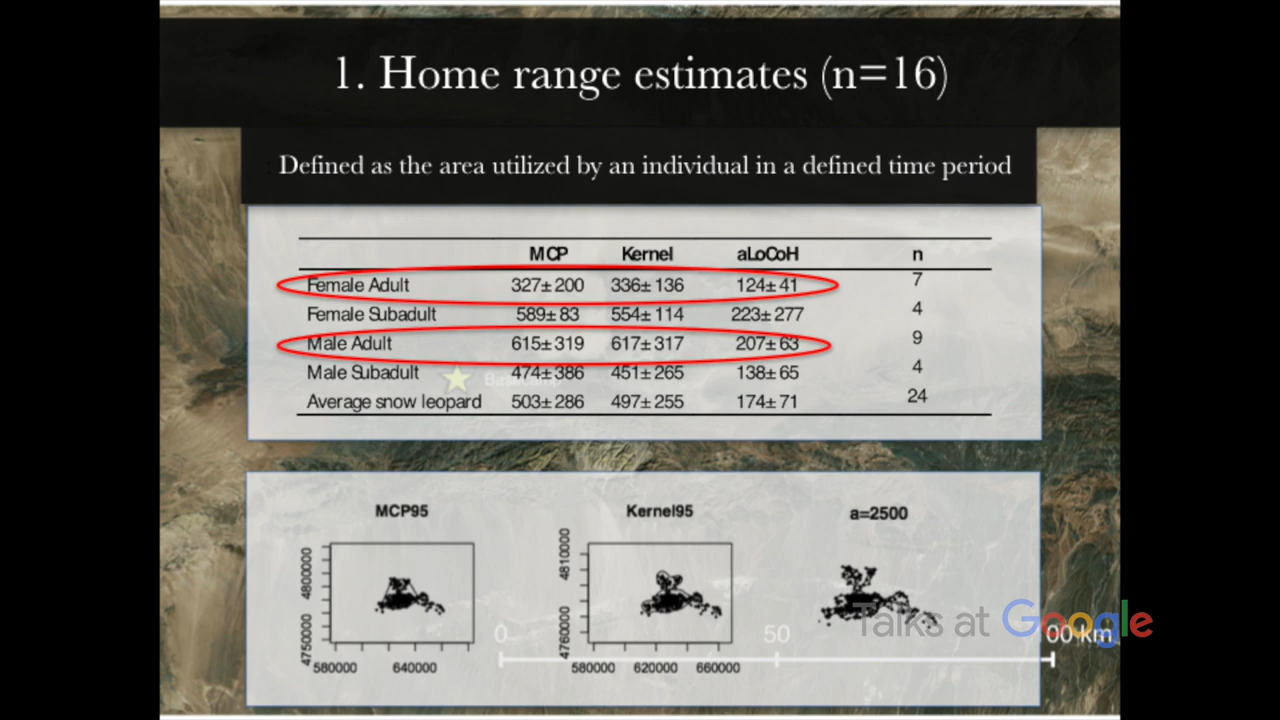 1. Home range estimates (n=16)
Defined as the area utilized by an individual in a defined time period
MCP Kernel aLoCoH n
Female Adult 327±200 336±136 124±41 7
Female Subadult 589±83 554±114 223±277 4
Male Adult 615±319 617±317 207±63 9
Male Subadult 474±386 451±265 138±65 4
Basecamp
Average snow leopard 503±286 497±255 174±71 24
MCP95 Kernel95 a=2500
4800000
4750000
580000 640000
4810000
4760000
580000 620000 660000
0 50 00 km
Talks at Google